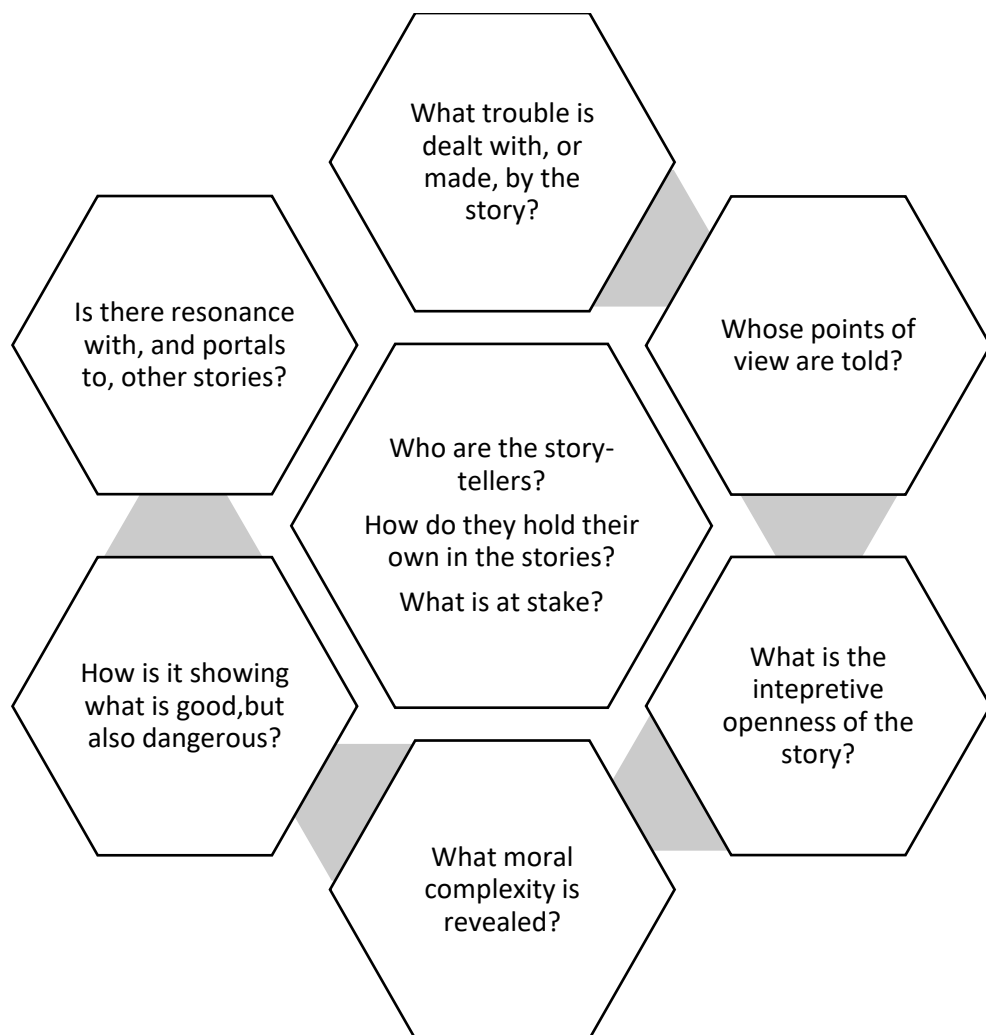 What trouble is
dealt with, or
made, by the
story?
Is there resonance
with, and portals
to, other stories?
Whose points of
view are told?
Who are the story-
tellers?
How do they hold their
own in the stories?
What is at stake?
How is it showing
what is good,but
also dangerous?
What is the
intepretive
openness of the
story?
What moral
complexity is
revealed?